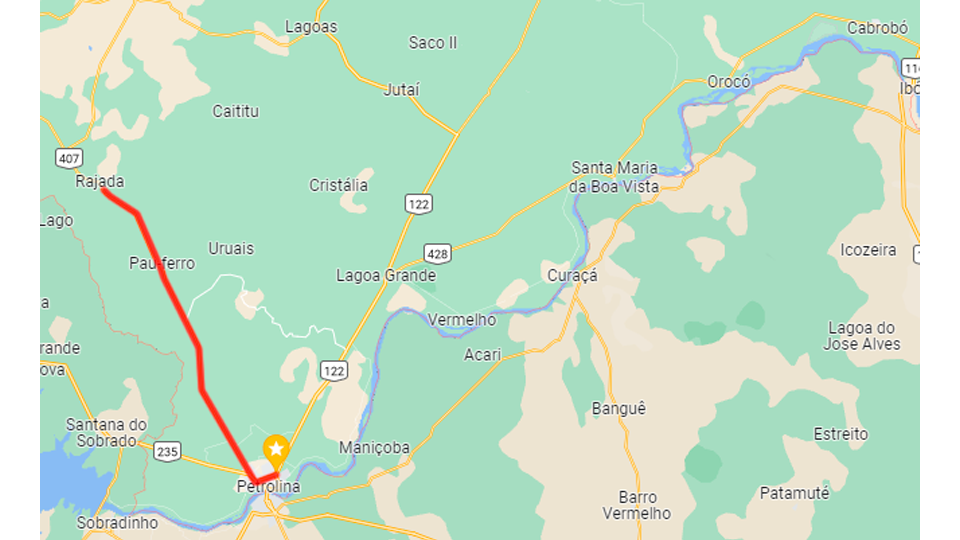 Lagoas
Saco II
Cabrobó
114
Orocó
Ibó
Jutaí
Caititu
407
Rajada
Santa Maria
da Boa Vista
Cristália
122
Lago
Uruais
428
Icozeira
Pau-ferro
Lagoa Grande
Curaçá
a
Vermelho
Lagoa do
Jose Alves
rande
ova
Acari
122
Banguê
Santana do
Sobrado
Estreito
235
Maniçoba
Petrolina
Patamuté
Barro
Vermelho
Sobradinho